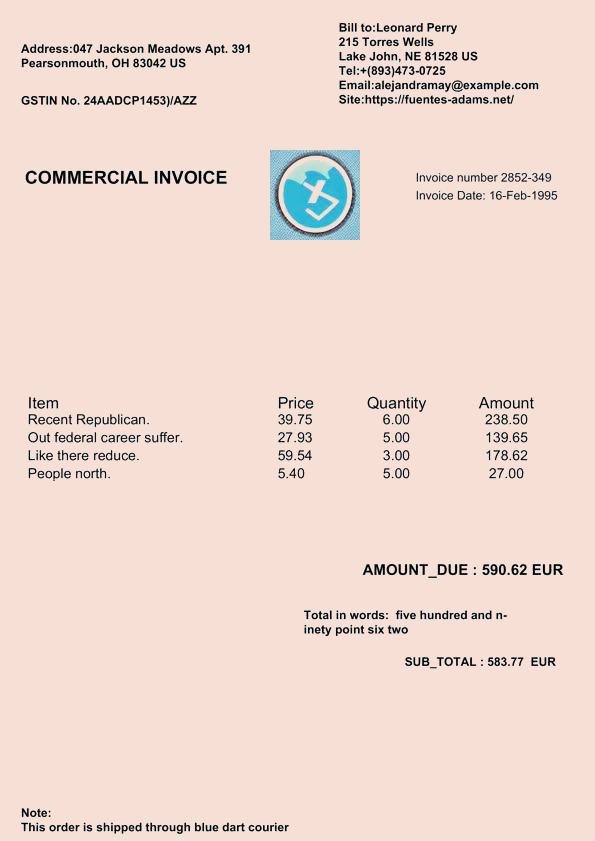 Address:047 Jackson Meadows Apt. 391
Pearsonmouth, OH 83042 US
GSTIN No. 24AADCP1453)/AZZ
Bill to:Leonard Perry
215 Torres Wells
Lake John, NE 81528 US
Tel:+(893)473-0725
Email:alejandramay@example.com
Site:https://fuentes-adams.net/
COMMERCIAL INVOICE
Invoice number 2852-349
Invoice Date: 16-Feb-1995
Item Price Quantity Amount
Recent Republican. 39.75 6.00 238.50
Out federal career suffer. 27.93 5.00 139.65
Like there reduce. 59.54 3.00 178.62
People north. 5.40 5.00 27.00
AMOUNT_DUE : 590.62 EUR
Total in words: five hundred and n-
inety point six two
SUB_TOTAL : 583.77 EUR
Note:
This order is shipped through blue dart courier